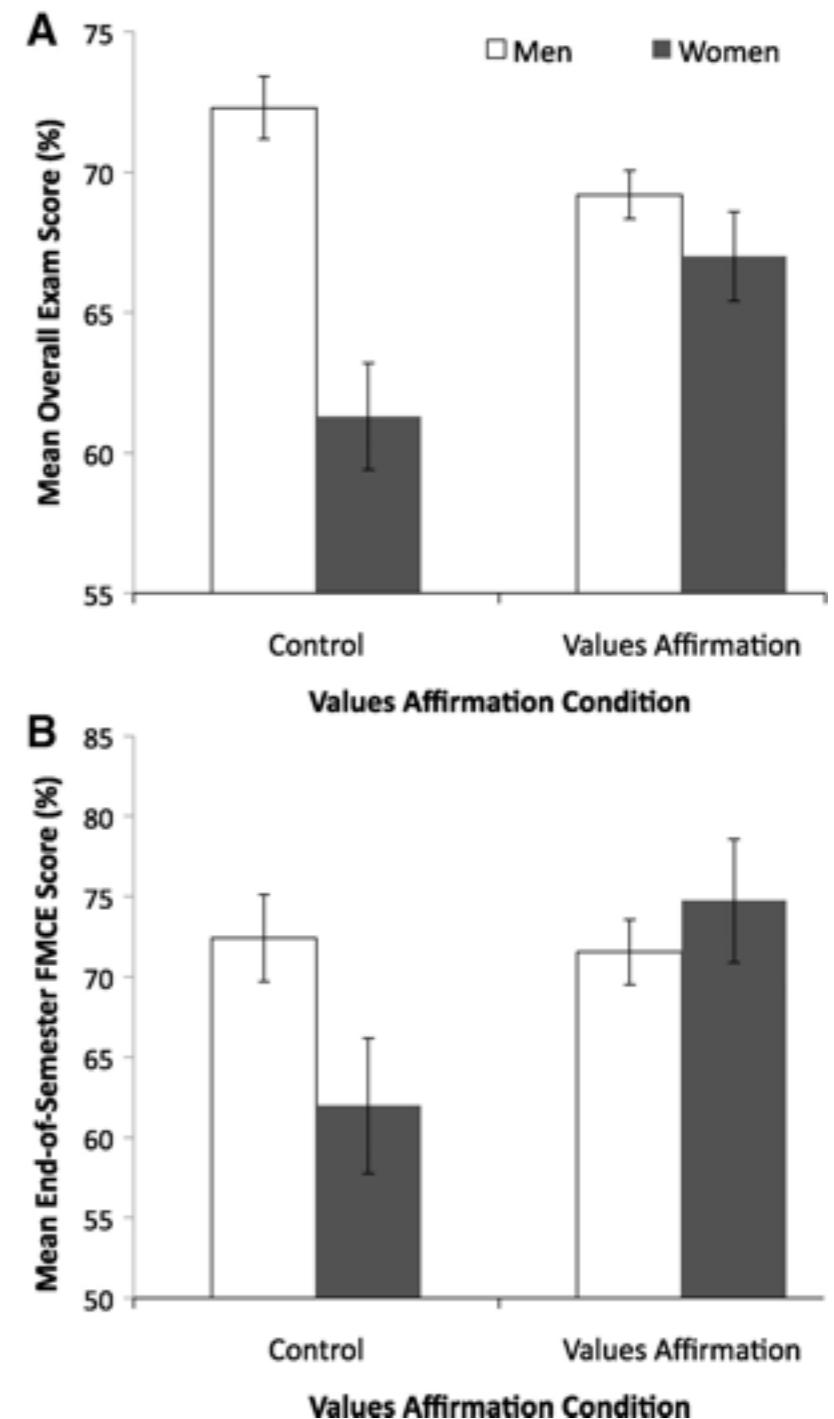 A
Men Women
Mean Overall Exam Score (%)
75
70
65
60
55
Control Values Affirmation
Values Affirmation Condition
B
Mean End-of-Semester FMCE Score (%)
85
80
75
70
65
60
55
50
Control Values Affirmation
Values Affirmation Condition